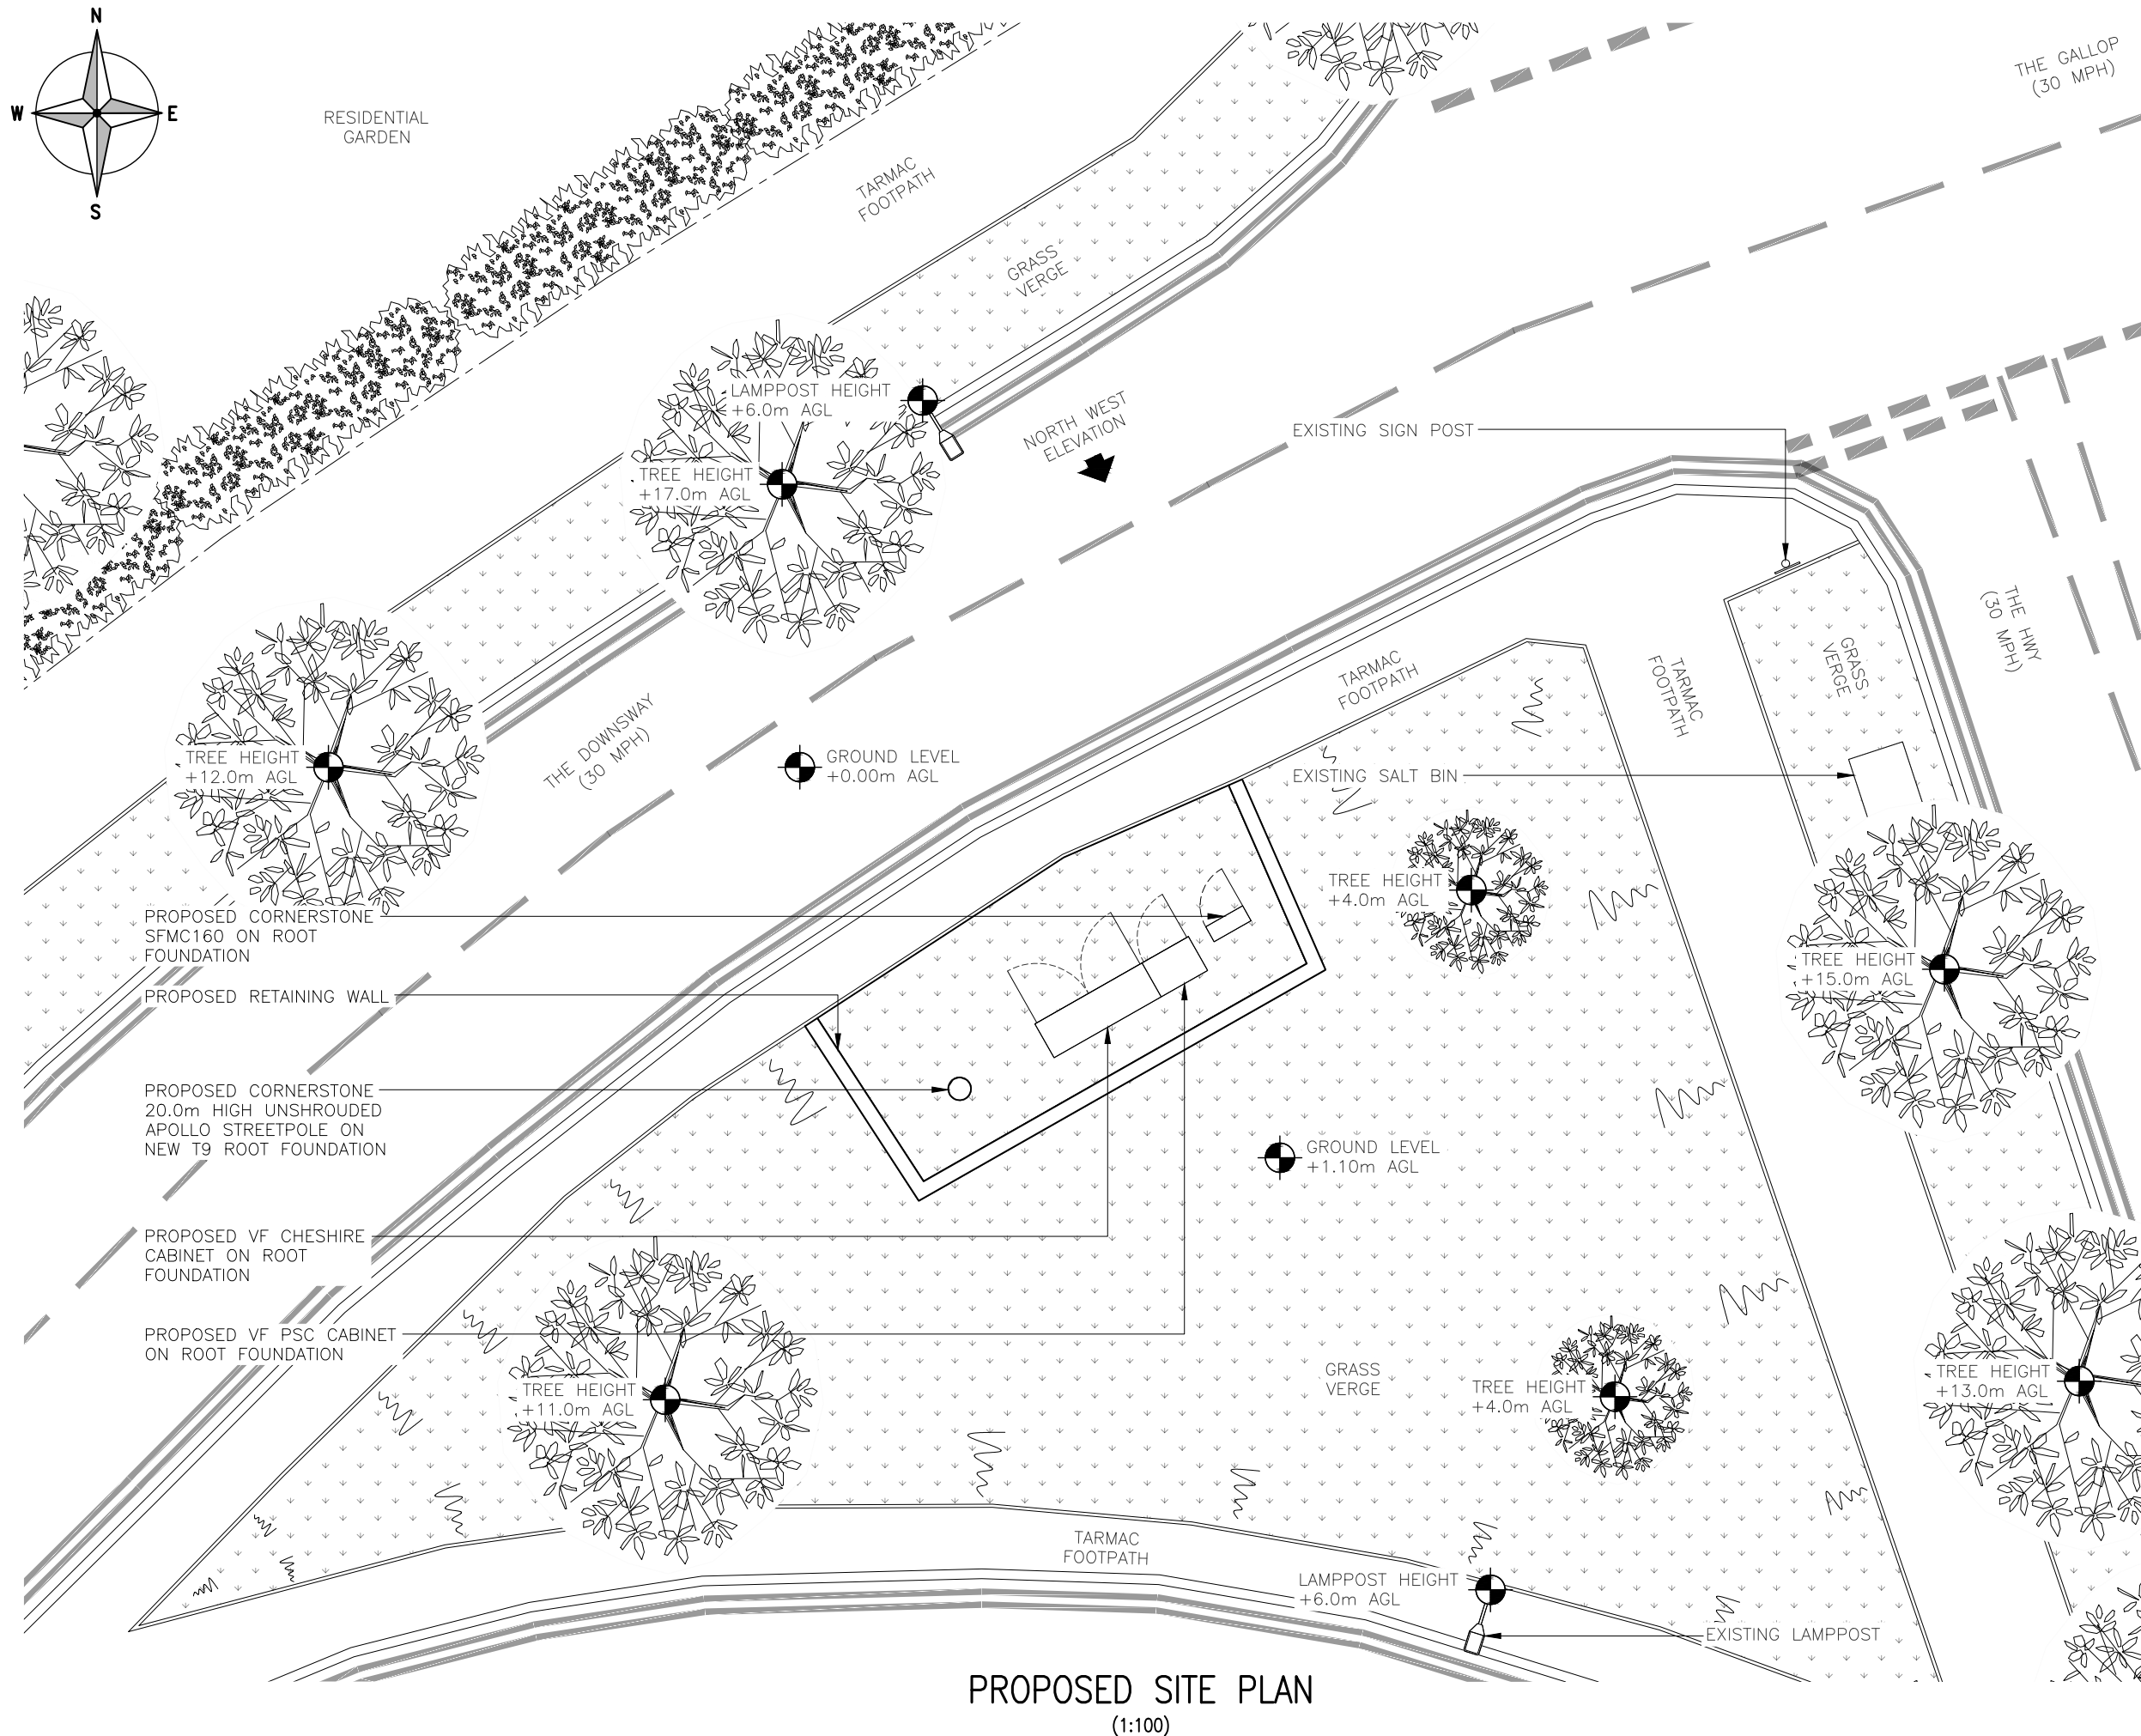 N
W
E
S
RESIDENTIAL
GARDEN
THE GALLOP
(30 MPH)
TARMAC
FOOTPATH
GRASS
VERGE
LAMPPOST HEIGHT
+6.0m AGL
NORTH WEST
ELEVATION
EXISTING SIGN POST
TREE HEIGHT
+17.0m AGL
THE HWY
(30 MPH)
TARMAC
FOOTPATH
TARMAC
FOOTPATH
GRASS
VERGE
TREE HEIGHT
+12.0m AGL
THE DOWNSWAY
(30 MPH)
GROUND LEVEL
+0.00m AGL
EXISTING SALT BIN
TREE HEIGHT
+4.0m AGL
PROPOSED CORNERSTONE
SFMC160 ON ROOT
FOUNDATION
TREE HEIGHT
+15.0m AGL
PROPOSED RETAINING WALL
PROPOSED CORNERSTONE
20.0m HIGH UNSHROUDED
APOLLO STREETPOLE ON
NEW T9 ROOT FOUNDATION
GROUND LEVEL
+1.10m AGL
PROPOSED VF CHESHIRE
CABINET ON ROOT
FOUNDATION
PROPOSED VF PSC CABINET
ON ROOT FOUNDATION
TREE HEIGHT
+11.0m AGL
GRASS
VERGE
TREE HEIGHT
+4.0m AGL
TREE HEIGHT
+13.0m AGL
TARMAC
FOOTPATH
LAMPPOST HEIGHT
+6.0m AGL
EXISTING LAMPPOST
PROPOSED SITE PLAN
(1:100)